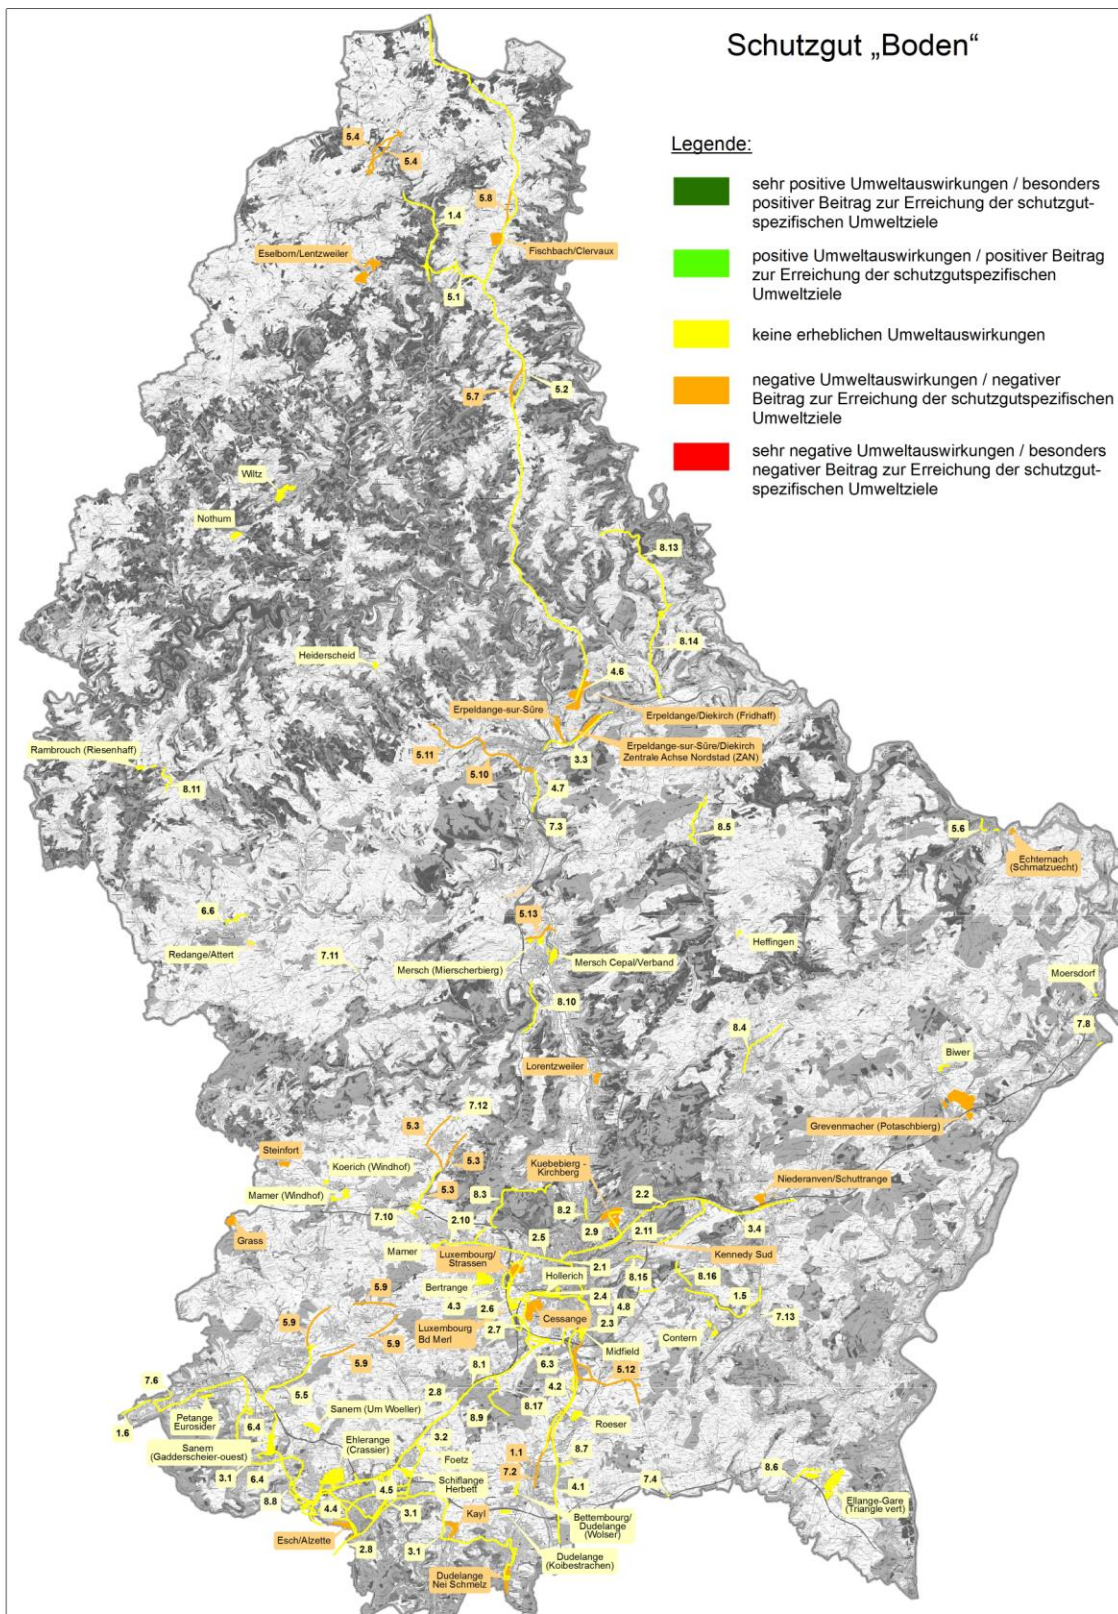 Schutzgut „Boden“
Legende:
sehr positive Umweltauswirkungen / besonders
positiver Beitrag zur Erreichung der schutzgut-
spezifischen Umweltziele
positive Umweltauswirkungen / positiver Beitrag
zur Erreichung der schutzgutspezifischen
Umweltziele
keine erheblichen Umweltauswirkungen
negative Umweltauswirkungen / negativer
Beitrag zur Erreichung der schutzgutspezifischen
Umweltziele
sehr negative Umweltauswirkungen / besonders
negativer Beitrag zur Erreichung der schutzgut-
spezifischen Umweltziele
5.4
5.4
5.8
1.4
Fischbach/Clervaux
Eselborn/Lentzweiler
5.1
5.7
5.2
Wiltz
Nothum
8.13
8.14
Heiderscheid
4.6
Erpeldange-sur-Sûre
Erpeldange/Diekirch (Fridhaff)
Rambrouch (Riesenhaff)
5.11
Erpeldange-sur-Sûre/Diekirch
Zentrale Achse Nordstad (ZAN)
3.3
5.10
8.11
4.7
7.3
8.5
5.6
Echternach
(Schmatzuecht)
6.6
5.13
Redange/Attert
7.11
Mersch (Mierscherbierg)
Mersch Cepal/Verband
Heffingen
Moersdorf
8.10
7.8
8.4
Biwer
Lorentzweiler
7.12
Grevenmacher (Potaschbierg)
5.3
Steinfort
5.3
Koerich (Windhof)
Kuebebierg -
Kirchberg
Niederanven/Schuttrange
Mamer (Windhof)
5.3
8.3
8.2
2.2
7.10
2.10
2.9
2.11
3.4
Grass
2.5
Mamer
Luxembourg/
Strassen
Kennedy Sud
2.1
Bertrange
Hollerich
8.15
8.16
4.3
2.6
2.4
1.5
5.9
5.9
4.8
Cessange
2.3
7.13
Luxembourg
Bd Merl
2.7
Contern
5.9
Midfield
5.9
8.1
6.3
5.12
7.6
5.5
2.8
4.2
Petange
Eurosider
Sanem (Um Woeller)
8.9
8.17
Roeser
1.6
6.4
Ehlerange
(Crassier)
3.2
Sanem
(Gadderscheier-ouest)
1.1
8.7
Foetz
3.1
6.4
7.2
4.1
7.4
8.6
Schiflange
Herbett
8.8
4.5
Ellange-Gare
(Triangle vert)
4.4
3.1
Kayl
Bettembourg/
Dudelange
(Wolser)
Esch/Alzette
2.8
3.1
Dudelange
(Koibestrachen)
Dudelange
Nei Schmelz